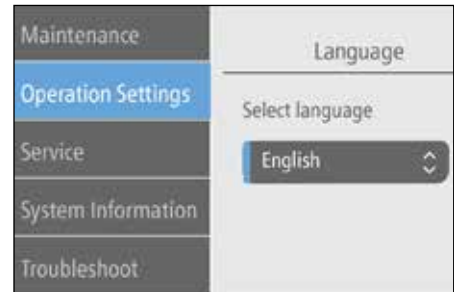 Maintenance
Operation Settings
Service
System Information
Troubleshoot
Language
Select language
English